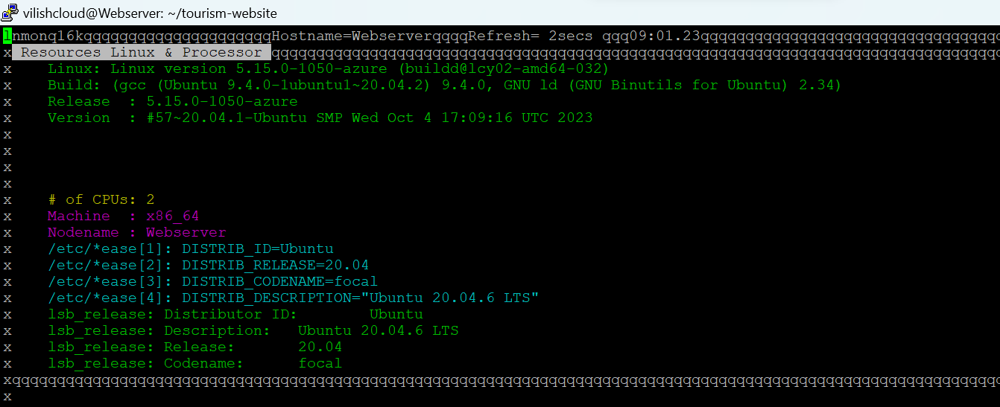 vilishcloud@Webserver: ~/tourism-website
lnmonq16kqqqqqqqqqqqqqqqqqqqqqHostname=WebserverqqqqRefresh= 2secs qqq09:01.23qqqqqqqqqqqqqqqqqqqqqqqqqqqqqqqqqq
x Resources Linux & Processor qqqqqqqqqqqqqqqqqqqqqqqqqqqqqqqqqqqqqqqqqqqqqqqqqqqqqqqqqqqqqqqqqqqqqqqqqqqqqqqqqq
x    Linux: Linux version 5.15.0-1050-azure (buildd@lcy02-amd64-032)
x    Build: (gcc (Ubuntu 9.4.0-1ubuntu1~20.04.2) 9.4.0, GNU ld (GNU Binutils for Ubuntu) 2.34)
x    Release  : 5.15.0-1050-azure
x    Version  : #57~20.04.1-Ubuntu SMP Wed Oct 4 17:09:16 UTC 2023
x
x
x
x
x    # of CPUs: 2
x    Machine  : x86_64
x    Nodename : Webserver
x    /etc/*ease[1]: DISTRIB_ID=Ubuntu
x    /etc/*ease[2]: DISTRIB_RELEASE=20.04
x    /etc/*ease[3]: DISTRIB_CODENAME=focal
x    /etc/*ease[4]: DISTRIB_DESCRIPTION="Ubuntu 20.04.6 LTS"
x    lsb_release: Distributor ID:        Ubuntu
x    lsb_release: Description:   Ubuntu 20.04.6 LTS
x    lsb_release: Release:       20.04
x    lsb_release: Codename:      focal
xqqqqqqqqqqqqqqqqqqqqqqqqqqqqqqqqqqqqqqqqqqqqqqqqqqqqqqqqqqqqqqqqqqqqqqqqqqqqqqqqqqqqqqqqqqqqqqqqqqqqqqqqqqqqqqq
x